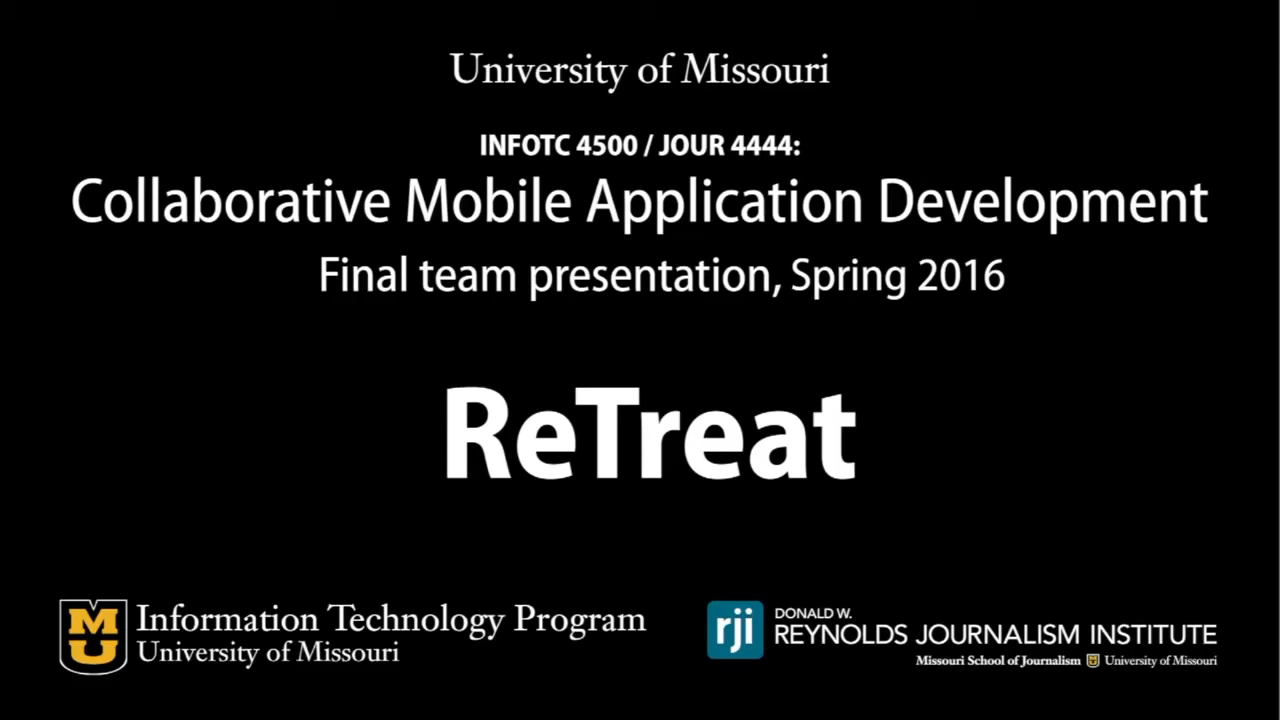 University of Missouri
INFOTC 4500 / JOUR 4444:
Collaborative Mobile Application Development
Final team presentation, Spring 2016
ReTreat
MU
Information Technology Program
University of Missouri
rji
DONALD W.
REYNOLDS JOURNALISM INSTITUTE
Missouri School of Journalism University of Missouri